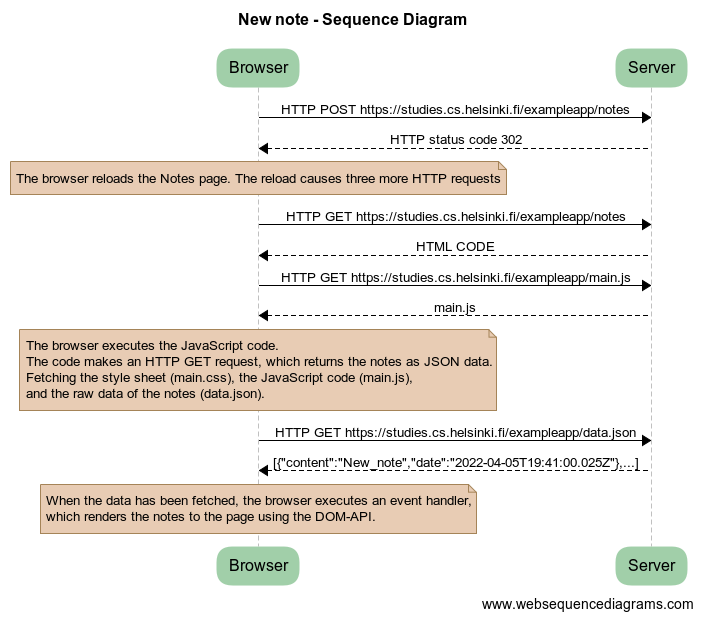 New note - Sequence Diagram
Browser
Server
HTTP POST https://studies.cs.helsinki.fi/exampleapp/notes
HTTP status code 302
The browser reloads the Notes page. The reload causes three more HTTP requests
HTTP GET https://studies.cs.helsinki.fi/exampleapp/notes
HTML CODE
HTTP GET https://studies.cs.helsinki.fi/exampleapp/main.js
main.js
The browser executes the JavaScript code.
The code makes an HTTP GET request, which returns the notes as JSON data.
Fetching the style sheet (main.css), the JavaScript code (main.js),
and the raw data of the notes (data.json).
HTTP GET https://studies.cs.helsinki.fi/exampleapp/data.json
[{"content":"New_note","date":"2022-04-05T19:41:00.025Z"},...]
When the data has been fetched, the browser executes an event handler,
which renders the notes to the page using the DOM-API.
Browser
Server
www.websequencediagrams.com